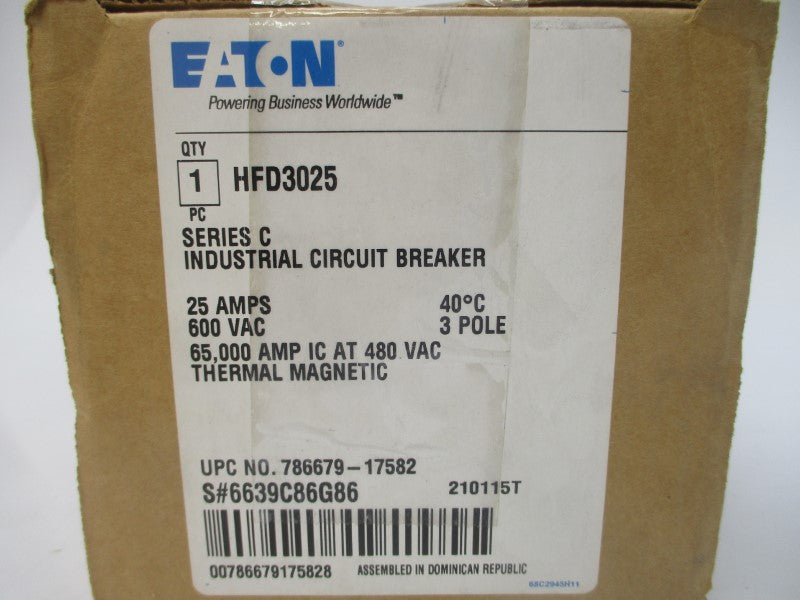 EATON®
Powering Business Worldwide™
QTY
1 HFD3025
PC
SERIES C
INDUSTRIAL CIRCUIT BREAKER
25 AMPS 40°C
600 VAC 3 POLE
65,000 AMP IC AT 480 VAC
THERMAL MAGNETIC
UPC NO. 786679-17582
S#6639C86G86 210115T
00786679175828 ASSEMBLED IN DOMINICAN REPUBLIC
68C2945H11